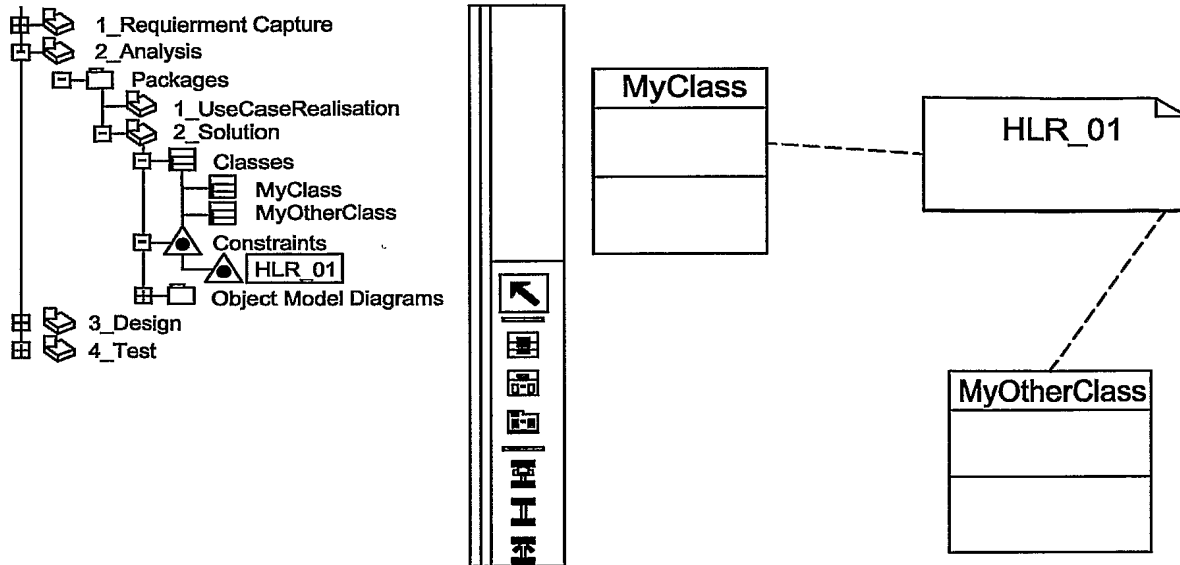 1_Requierment Capture
2_Analysis
Packages
1_UseCaseRealisation
2_Solution
Classes
MyClass
MyOtherClass
Constraints
HLR_01
Object Model Diagrams
3_Design
4_Test
MyClass
HLR_01
MyOtherClass